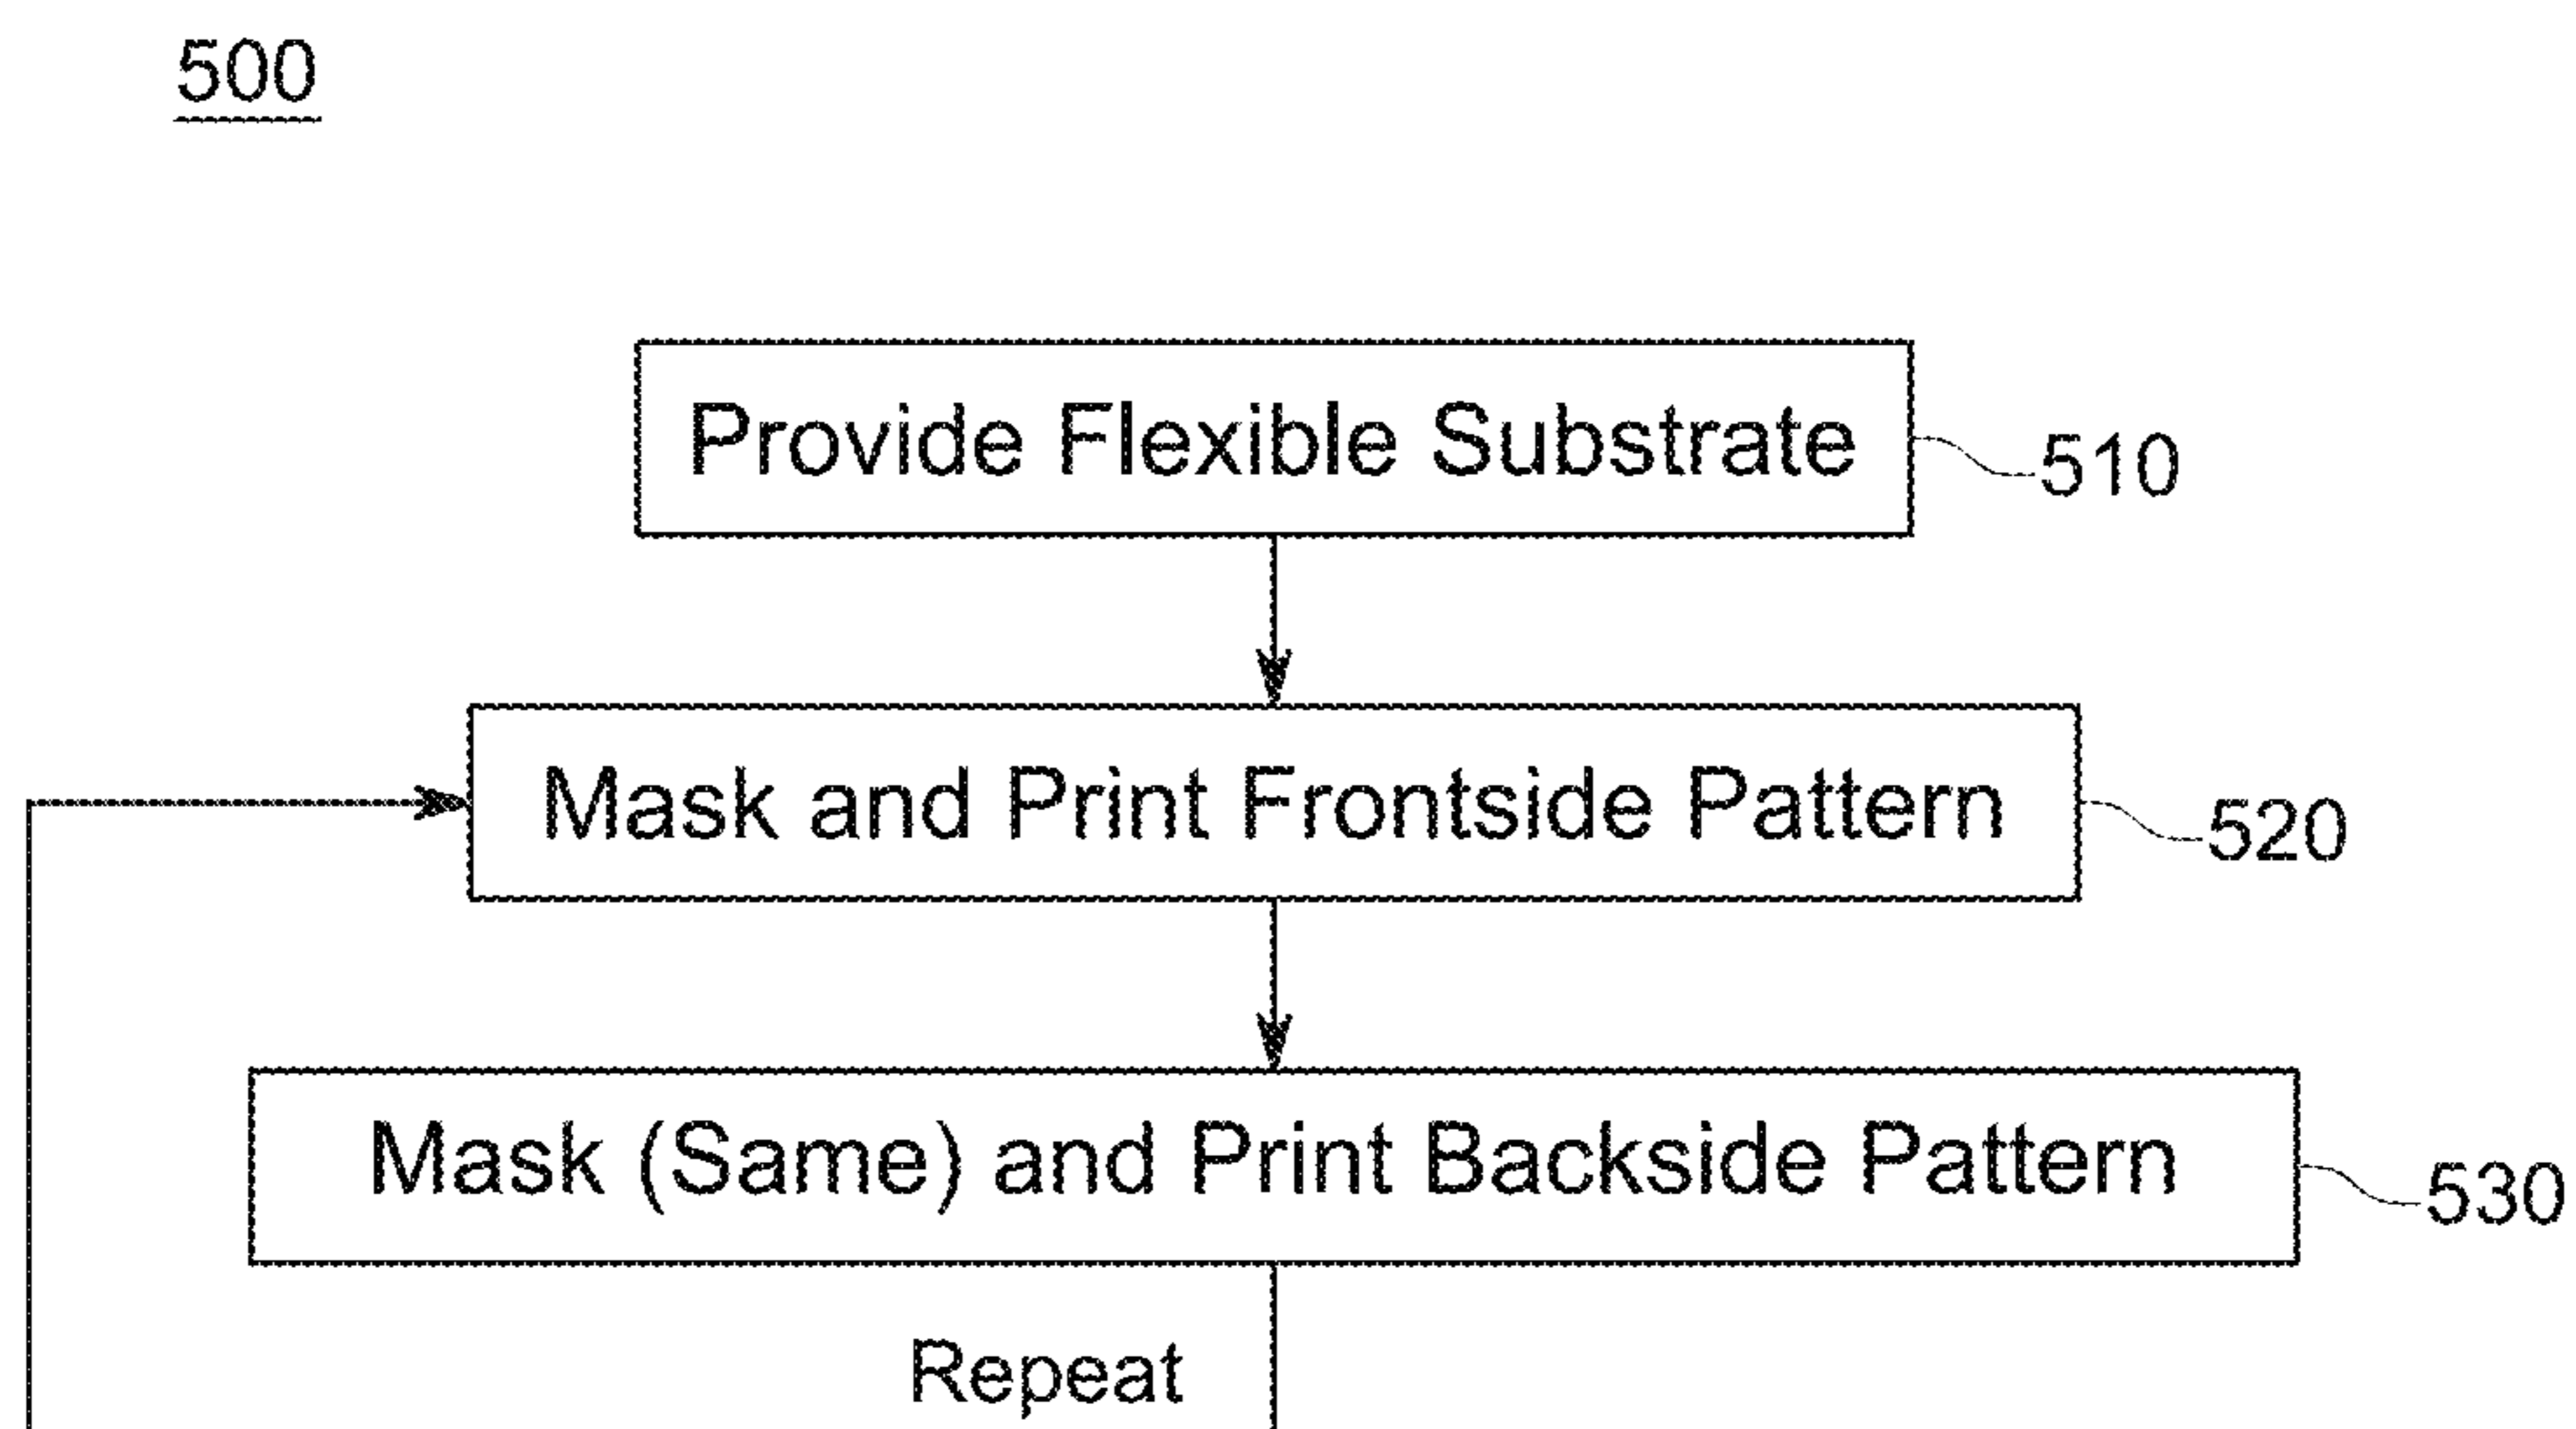 500
Provide Flexible Substrate
510
Mask and Print Frontside Pattern
520
Mask (Same) and Print Backside Pattern
530
Repeat